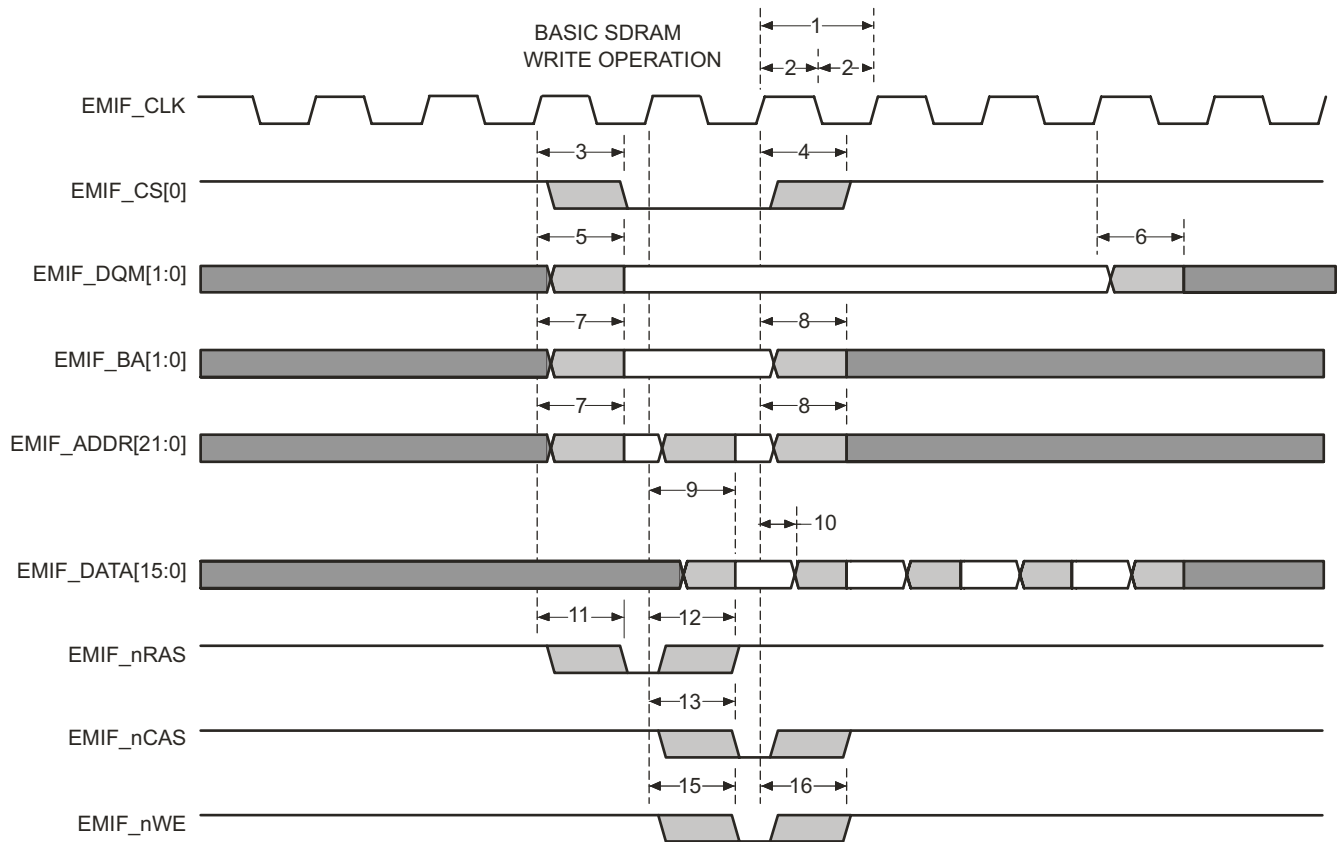 BASIC SDRAM
WRITE OPERATION
1
2 2
EMIF_CLK
3 4
EMIF_CS[0]
5 6
EMIF_DQM[1:0]
7 8
EMIF_BA[1:0]
7 8
EMIF_ADDR[21:0]
9
10
EMIF_DATA[15:0]
11 12
EMIF_nRAS
13
EMIF_nCAS
15 16
EMIF_nWE